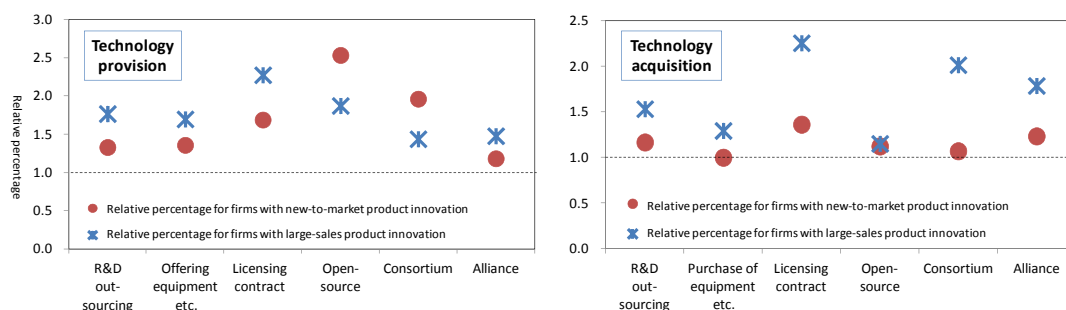 3.0
2.5
2.0
1.5
1.0
0.5
0.0
Relative percentage
Technology
provision
Relative percentage for firms with new-to-market product innovation
Relative percentage for firms with large-sales product innovation
R&D
out-
sourcing
Offering
equipment
etc.
Licensing
contract
Open-
source
Consortium
Alliance
2.5
2.0
1.5
1.0
0.5
0.0
Technology
acquisition
Relative percentage for firms with new-to-market product innovation
Relative percentage for firms with large-sales product innovation
R&D
out-
sourcing
Purchase of
equipment
etc.
Licensing
contract
Open-
source
Consortium
Alliance